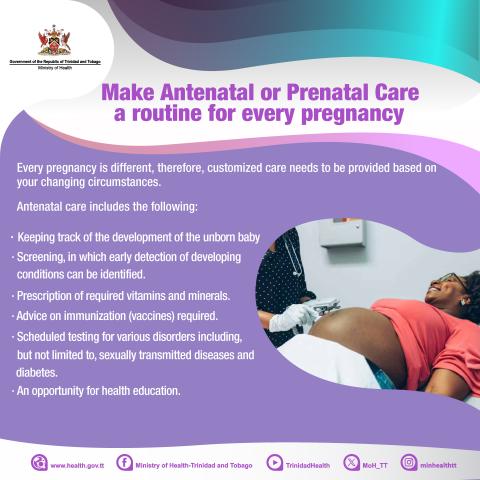 Government of the Republic of Trinidad and Tobago
Ministry of Health
Make Antenatal or Prenatal Care
a routine for every pregnancy
Every pregnancy is different, therefore, customized care needs to be provided based on
your changing circumstances.
Antenatal care includes the following:
· Keeping track of the development of the unborn baby
· Screening, in which early detection of developing
conditions can be identified.
· Prescription of required vitamins and minerals.
· Advice on immunization (vaccines) required.
· Scheduled testing for various disorders including,
but not limited to, sexually transmitted diseases and
diabetes.
· An opportunity for health education.
www.health.gov.tt
Ministry of Health-Trinidad and Tobago
TrinidadHealth
MoH_TT
minhealthtt